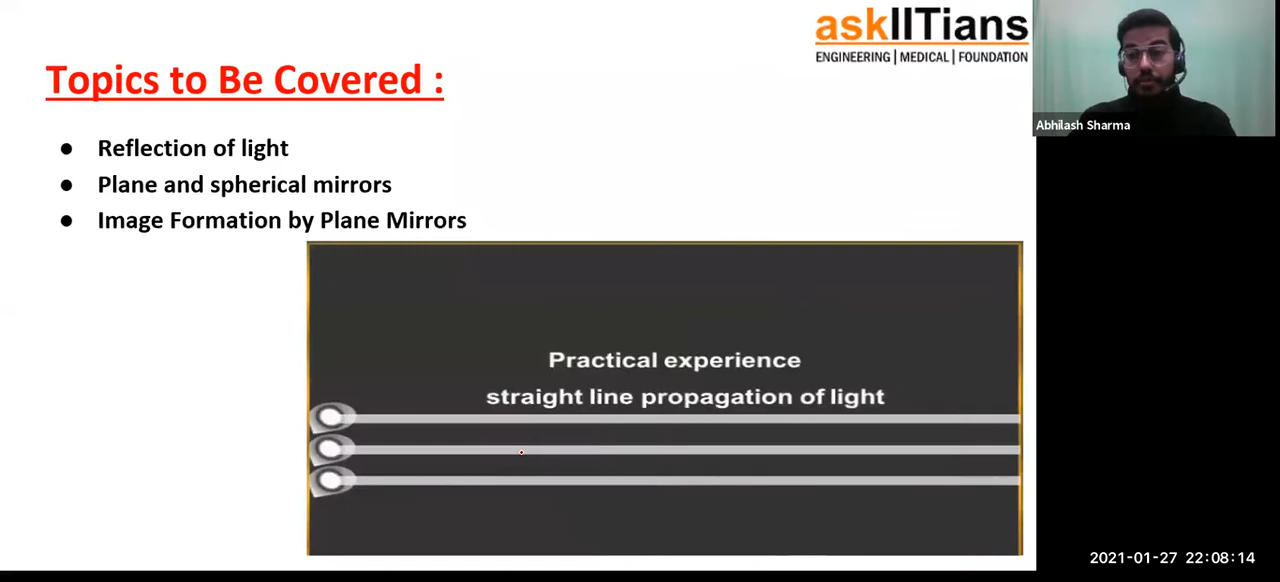 askIITians
ENGINEERING | MEDICAL | FOUNDATION
Topics to Be Covered :
● Reflection of light
● Plane and spherical mirrors
● Image Formation by Plane Mirrors
Practical experience
straight line propagation of light
Abhilash Sharma
2021-01-27 22:08:14